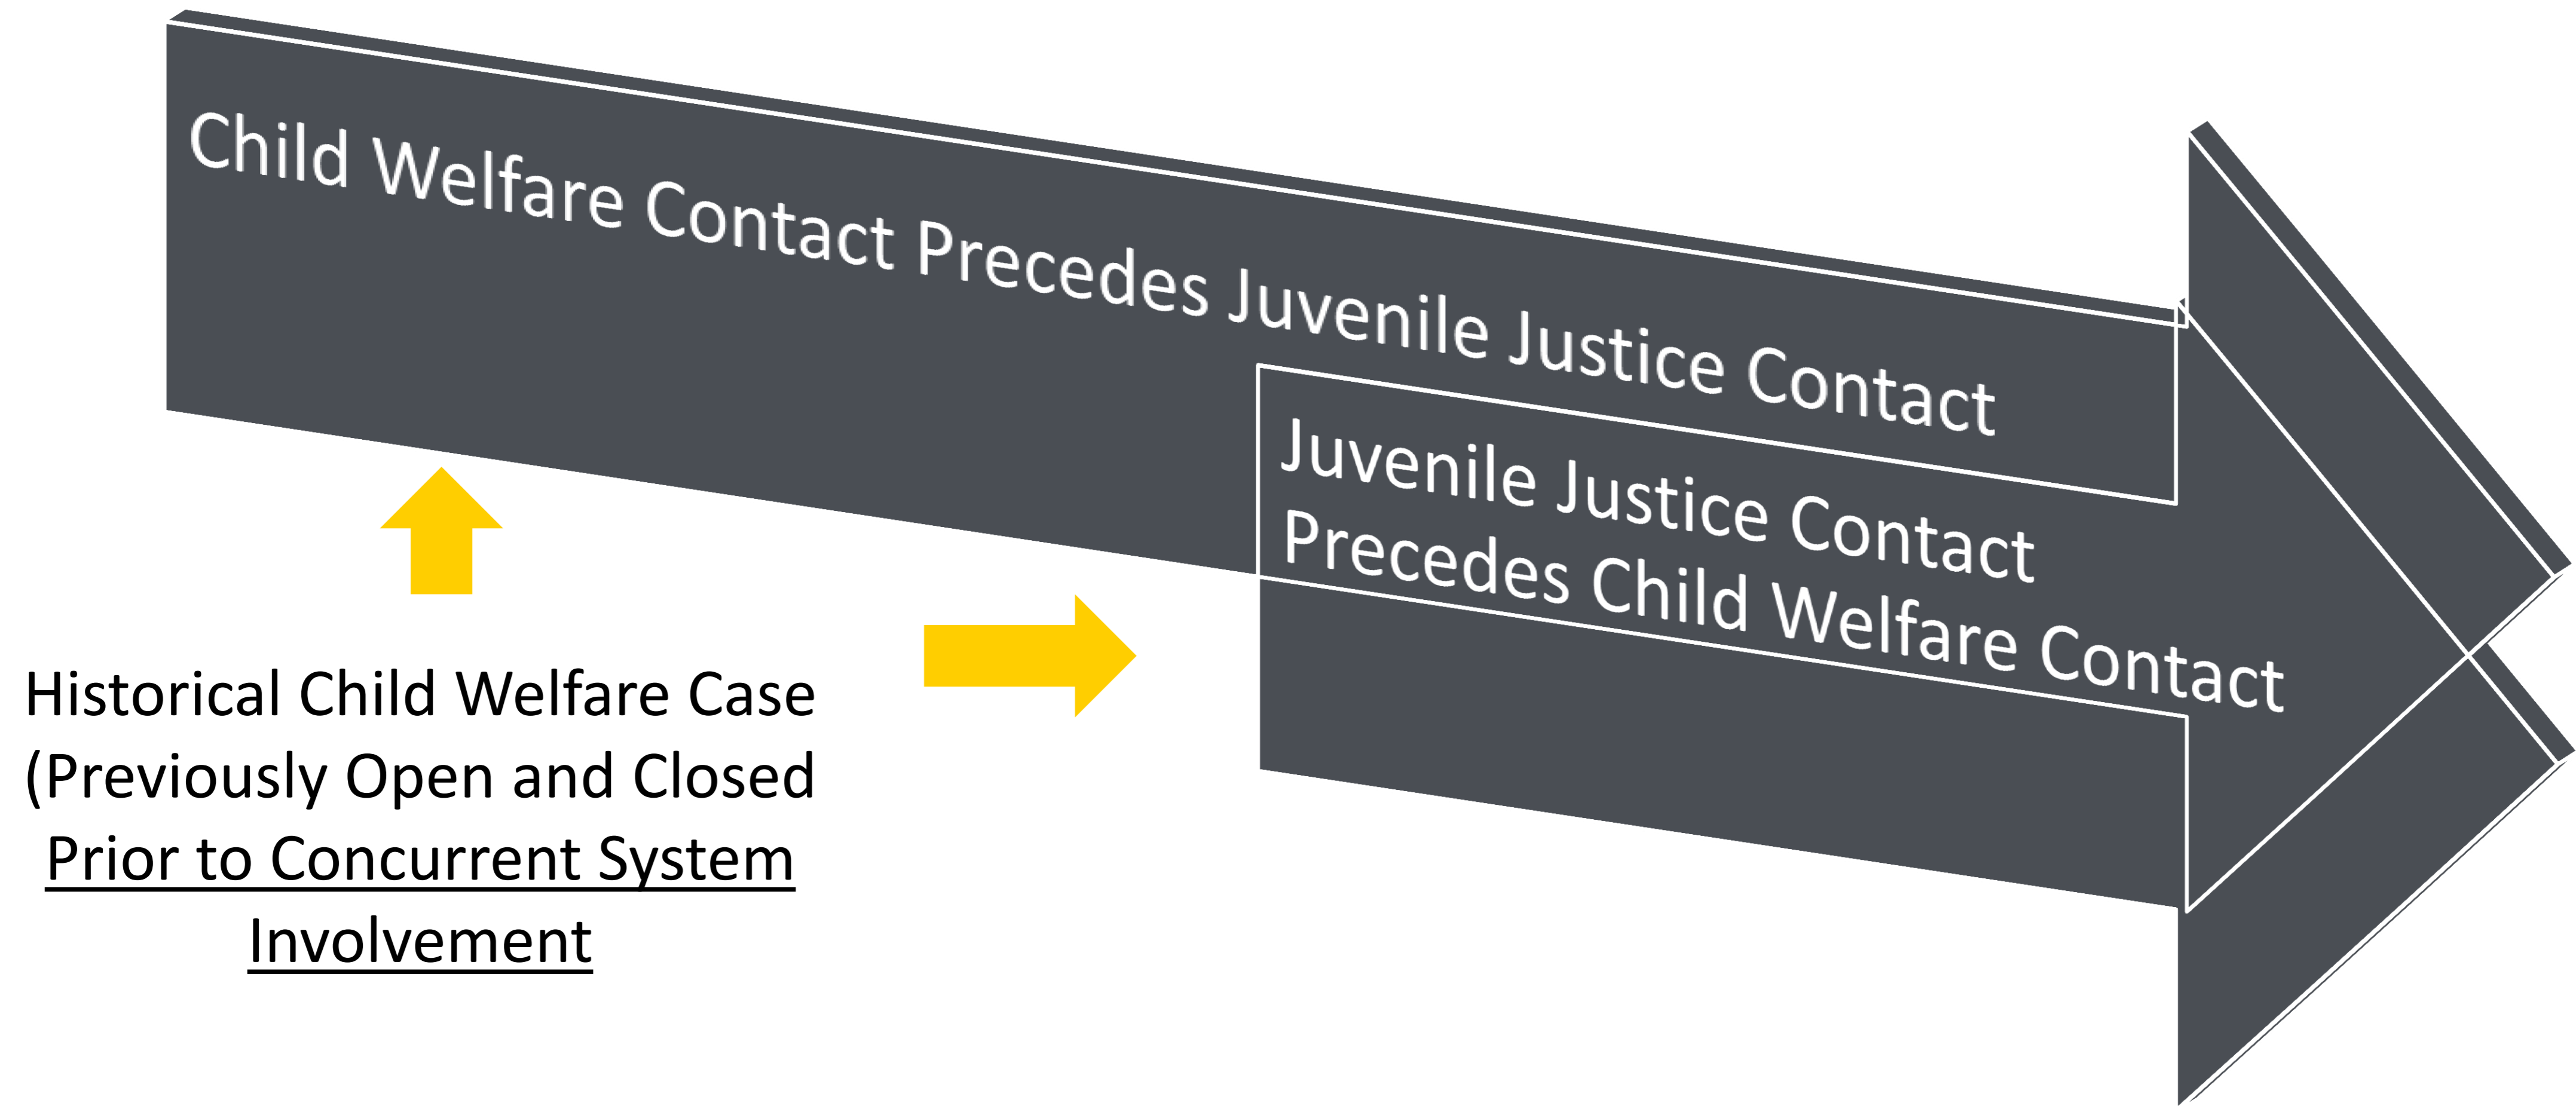 Child Welfare Contact Precedes Juvenile Justice Contact
Juvenile Justice Contact
Precedes Child Welfare Contact
Historical Child Welfare Case
(Previously Open and Closed
Prior to Concurrent System
Involvement